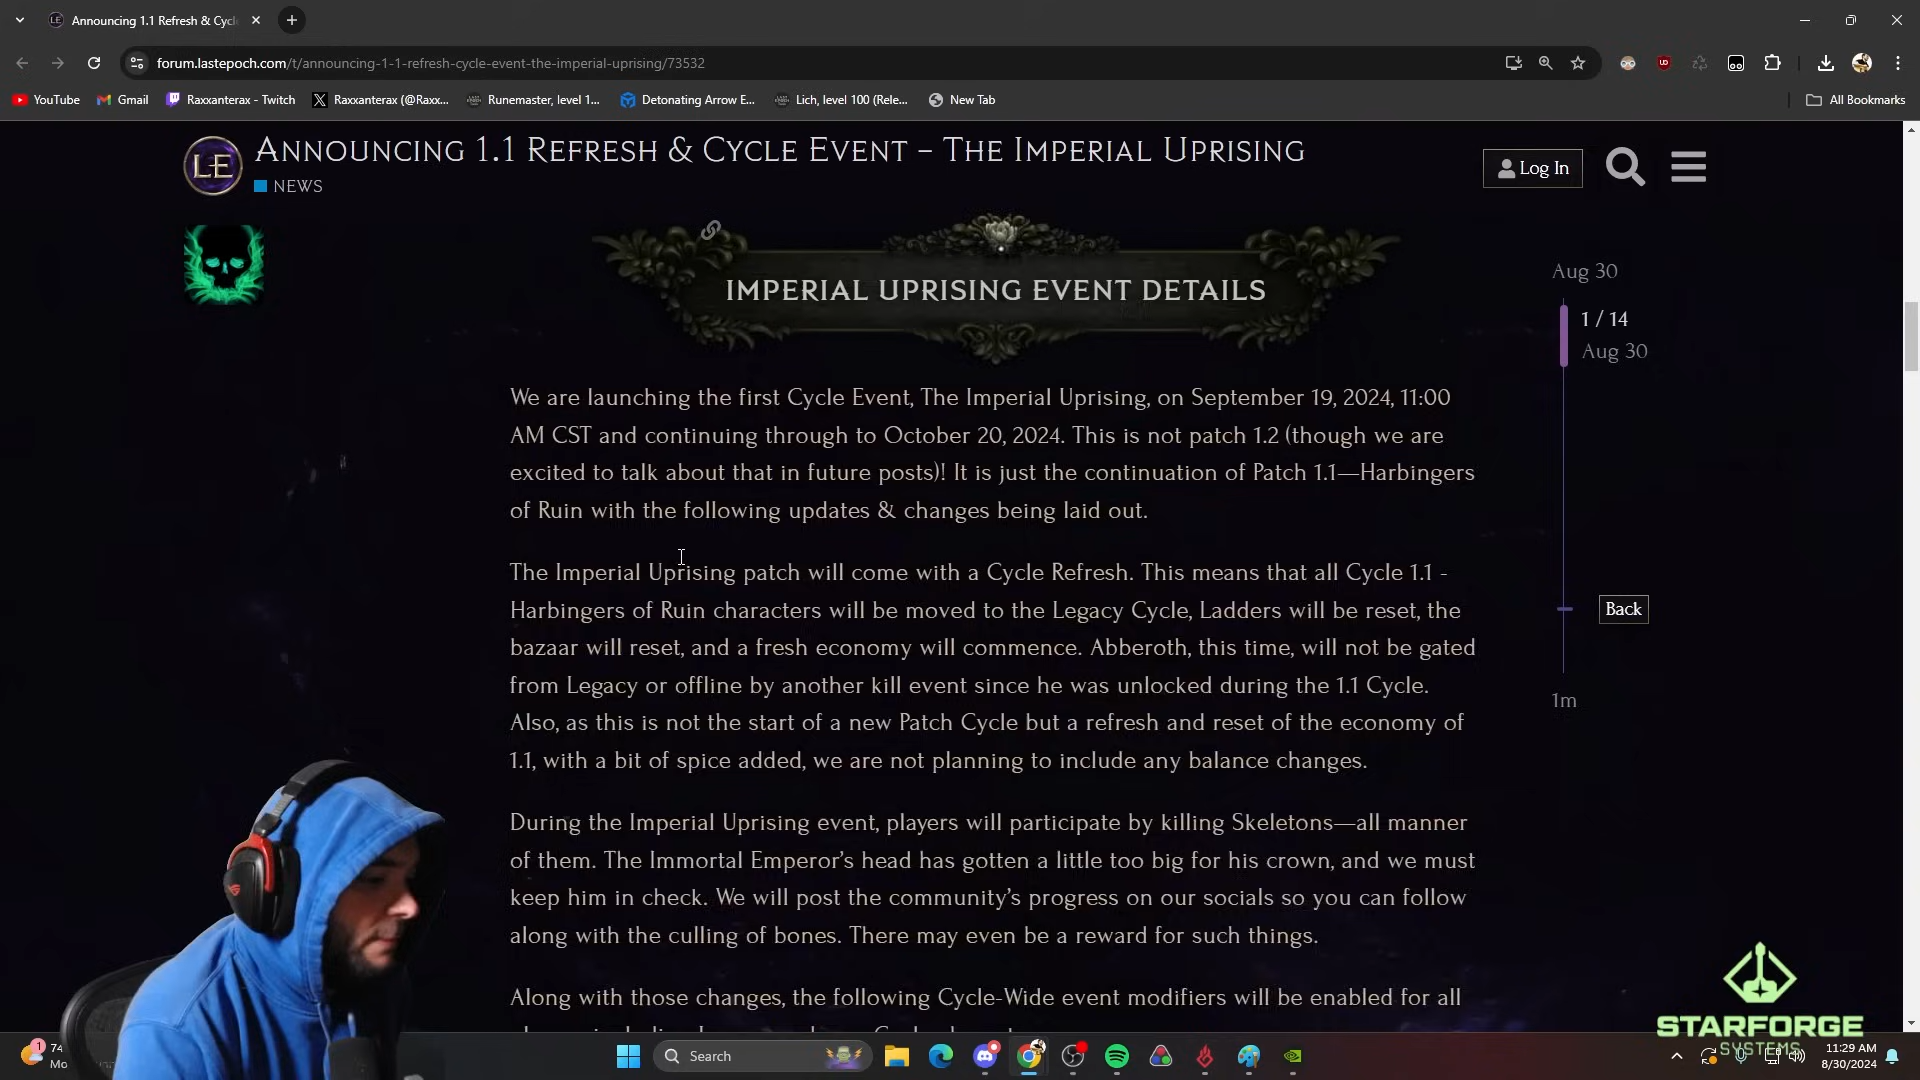 Announcing 1.1 Refresh & Cycl
forum.lastepoch.com/t/announcing-1-1-refresh-cycle-event-the-imperial-uprising/73532
YouTube
Gmail
Raxxanterax - Twitch
Raxxanterax (@Raxx...
Runemaster, level 1...
Detonating Arrow E...
Lich, level 100 (Rele...
New Tab
All Bookmarks
LE
Announcing 1.1 Refresh & Cycle Event – The Imperial Uprising
NEWS
Log In
IMPERIAL UPRISING EVENT DETAILS
Aug 30
1 / 14
Aug 30
Back
1m
We are launching the first Cycle Event, The Imperial Uprising, on September 19, 2024, 11:00
AM CST and continuing through to October 20, 2024. This is not patch 1.2 (though we are
excited to talk about that in future posts)! It is just the continuation of Patch 1.1—Harbingers
of Ruin with the following updates & changes being laid out.
The Imperial Uprising patch will come with a Cycle Refresh. This means that all Cycle 1.1 -
Harbingers of Ruin characters will be moved to the Legacy Cycle, Ladders will be reset, the
bazaar will reset, and a fresh economy will commence. Abberoth, this time, will not be gated
from Legacy or offline by another kill event since he was unlocked during the 1.1 Cycle.
Also, as this is not the start of a new Patch Cycle but a refresh and reset of the economy of
1.1, with a bit of spice added, we are not planning to include any balance changes.
During the Imperial Uprising event, players will participate by killing Skeletons—all manner
of them. The Immortal Emperor's head has gotten a little too big for his crown, and we must
keep him in check. We will post the community's progress on our socials so you can follow
along with the culling of bones. There may even be a reward for such things.
Along with those changes, the following Cycle-Wide event modifiers will be enabled for all
STARFORGE
SYSTEMS
1
74
Mo
Search
11:29 AM
8/30/2024